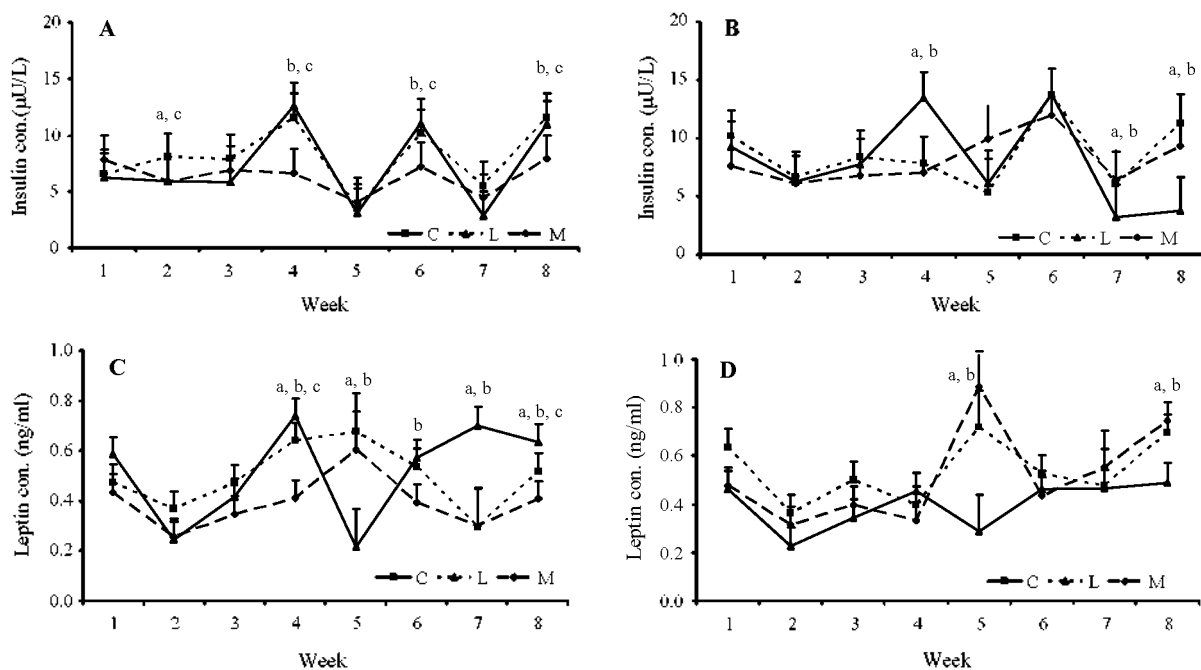 A
Insulin con.(µU/L)
20
15
10
5
0
a, c
b, c
b, c
b, c
C L M
1 2 3 4 5 6 7 8
Week
B
Insulin con. (µU/L)
20
15
10
5
0
a, b
a, b
a, b
C L M
1 2 3 4 5 6 7 8
Week
C
Leptin con. (ng/ml)
1.0
0.8
0.6
0.4
0.2
0.0
a, b, c
a, b
b
a, b
a, b, c
C L M
1 2 3 4 5 6 7 8
Week
D
Leptin con. (ng/ml)
1.0
0.8
0.6
0.4
0.2
0.0
a, b
a, b
C L M
1 2 3 4 5 6 7 8
Week